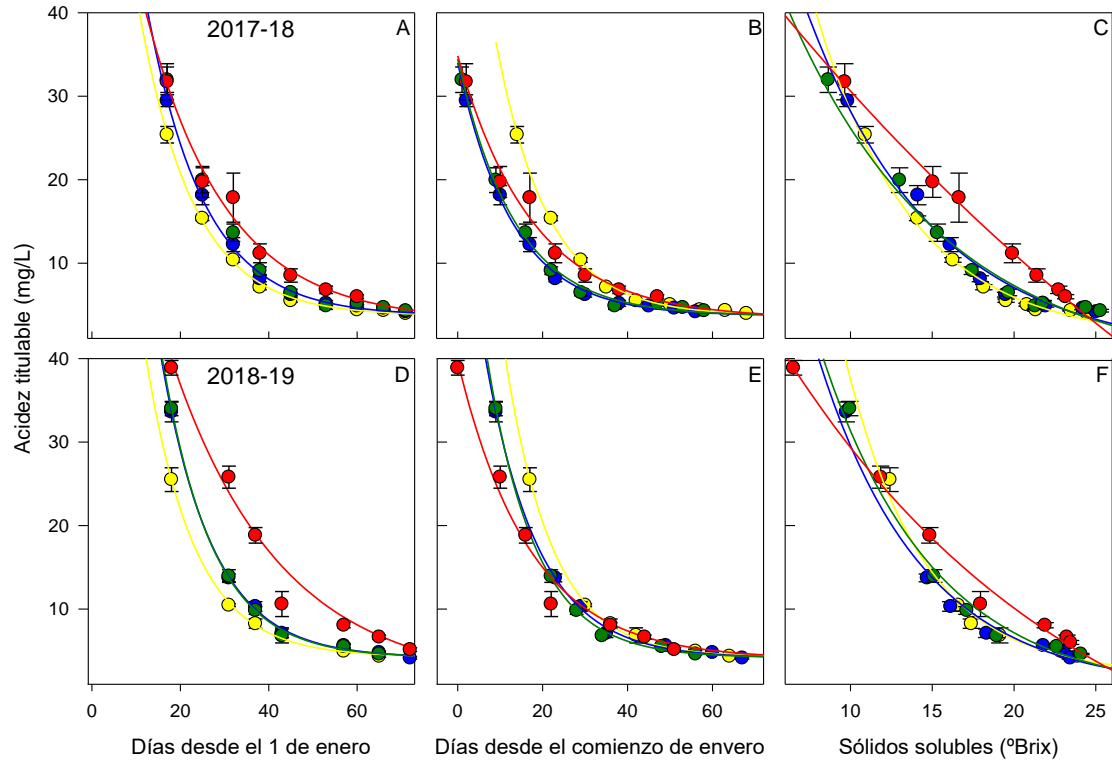 2017-18 A
B
C
40
30
20
10
2018-19 D
E
F
40
30
20
10
Acidez titulable (mg/L)
0 20 40 60
0 20 40 60
10 15 20 25
Días desde el 1 de enero
Días desde el comienzo de envero
Sólidos solubles (ºBrix)